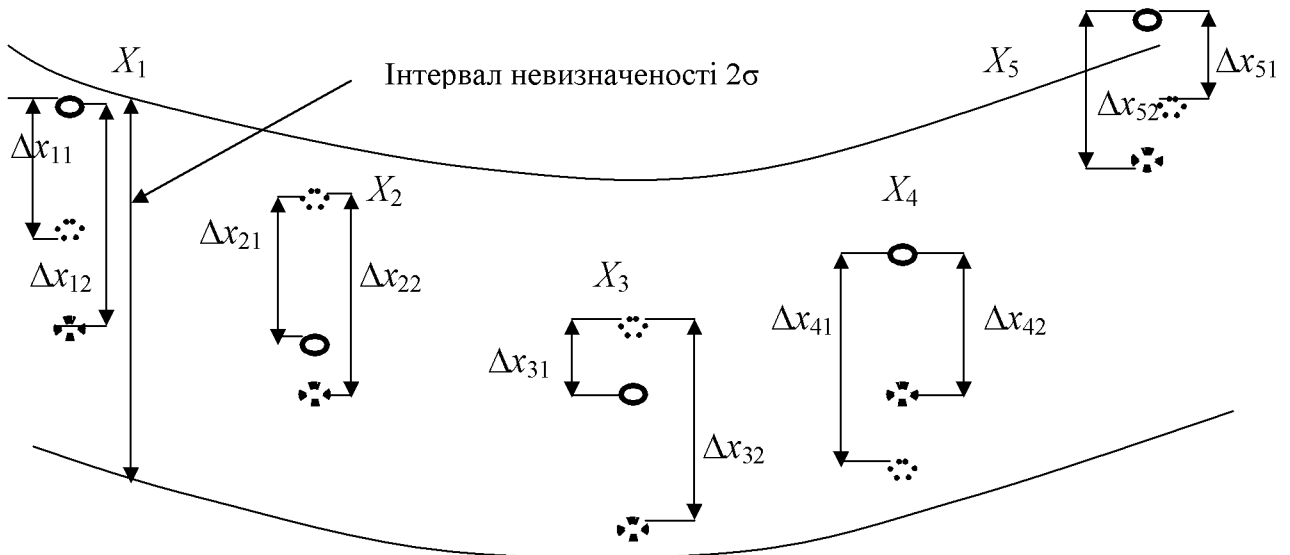 X₁
Інтервал невизначеності 2σ
X₅
Δx₅₁
Δx₅₂
Δx₁₁
X₂
X₄
Δx₂₁
Δx₁₂
Δx₂₂
X₃
Δx₄₁
Δx₄₂
Δx₃₁
Δx₃₂